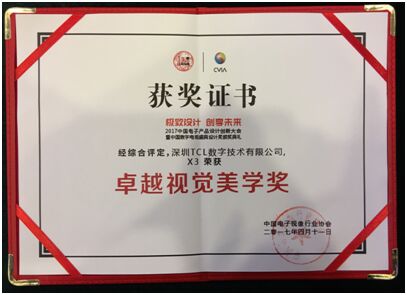 CVIA
获奖证书
极致设计 创享未来
2017中国电子产品设计创新大会
暨中国数字电视盛典设计奖颁奖典礼
经综合评定,深圳TCL数字技术有限公司,
X3 荣获
卓越视觉美学奖
中国电子视像行业协会
二〇一七年四月十一日